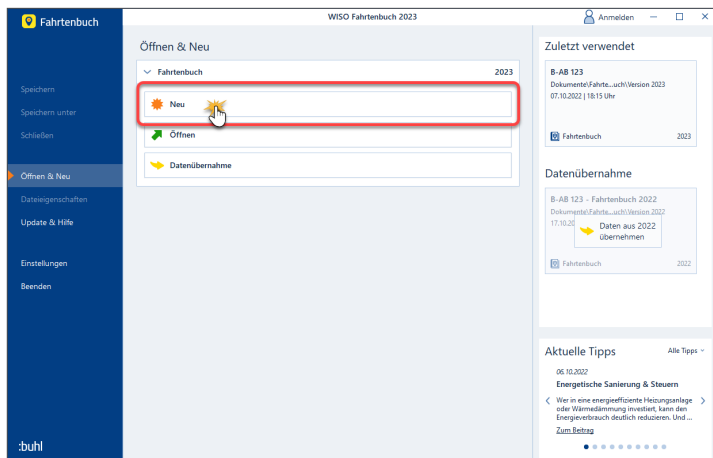 Fahrtenbuch
WISO Fahrtenbuch 2023
Anmelden
Speichern
Speichern unter
Schließen
Öffnen & Neu
Dateieigenschaften
Update & Hilfe
Einstellungen
Beenden
:buhl
Öffnen & Neu
Fahrtenbuch 2023
Neu
Öffnen
Datenübernahme
Zuletzt verwendet
B-AB 123
Dokumente\Fahrte...uch\Version 2023
07.10.2022 | 18:15 Uhr
Fahrtenbuch 2023
Datenübernahme
B-AB 123 - Fahrtenbuch 2022
Dokumente\Fahrte...uch\Version 2022
17.10.20
Daten aus 2022
übernehmen
Fahrtenbuch 2022
Aktuelle Tipps Alle Tipps
06.10.2022
Energetische Sanierung & Steuern
Wer in eine energieeffiziente Heizungsanlage
oder Wärmedämmung investiert, kann den
Energieverbrauch deutlich reduzieren. Und ...
Zum Beitrag